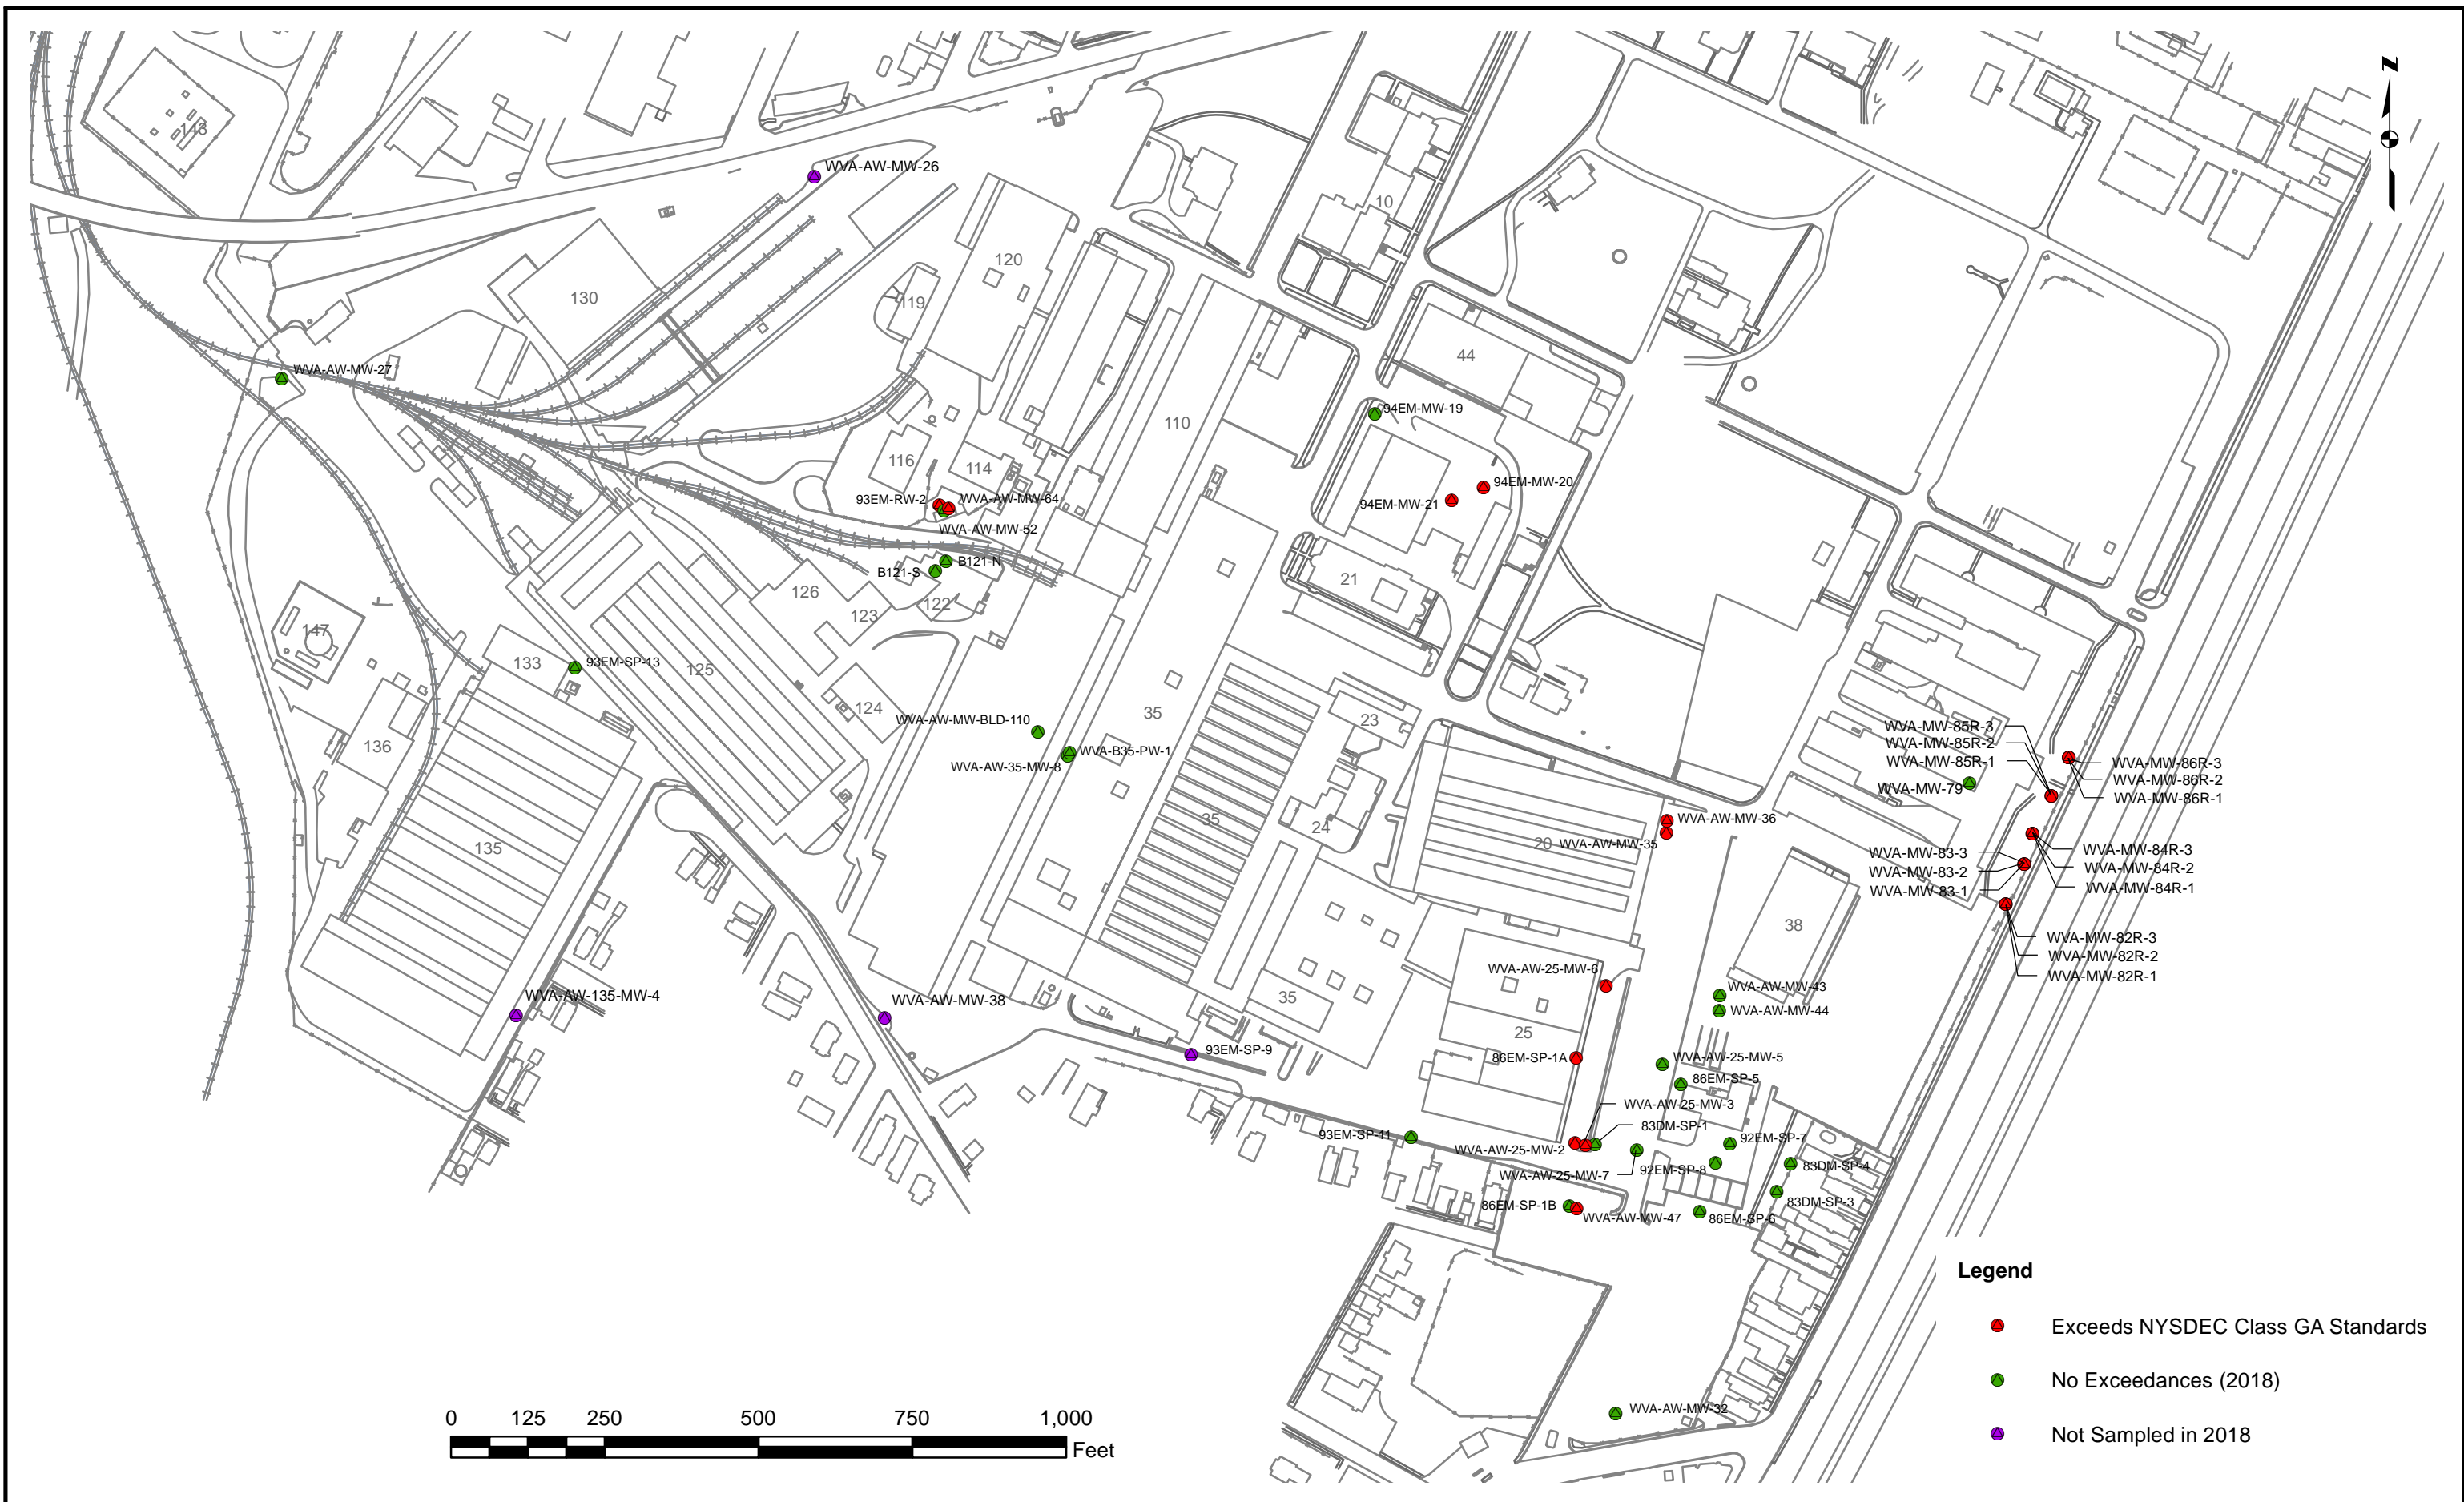 N
143
WVA-AW-MW-26
10
120
130
119
44
WVA-AW-MW-27
94EM-MW-19
110
116
114
94EM-MW-20
94EM-MW-21
93EM-RW-2
WVA-AW-MW-64
WVA-AW-MW-52
B121-N
B121-S
21
126
122
123
147
133
93EM-SP-13
125
124
35
23
WVA-AW-MW-BLD-110
WVA-B35-PW-1
WVA-AW-35-MW-8
136
WVA-MW-85R-3
WVA-MW-85R-2
WVA-MW-85R-1
WVA-MW-86R-3
WVA-MW-86R-2
WVA-MW-86R-1
WVA-MW-79
35
24
WVA-AW-MW-36
20
WVA-AW-MW-35
135
WVA-MW-83-3
WVA-MW-83-2
WVA-MW-83-1
WVA-MW-84R-3
WVA-MW-84R-2
WVA-MW-84R-1
38
WVA-MW-82R-3
WVA-MW-82R-2
WVA-MW-82R-1
WVA-AW-25-MW-6
WVA-AW-135-MW-4
WVA-AW-MW-38
35
WVA-AW-MW-43
WVA-AW-MW-44
25
93EM-SP-9
86EM-SP-1A
WVA-AW-25-MW-5
86EM-SP-5
WVA-AW-25-MW-3
83DM-SP-1
93EM-SP-11
WVA-AW-25-MW-2
92EM-SP-7
WVA-AW-25-MW-7
92EM-SP-8
83DM-SP-4
83DM-SP-3
86EM-SP-1B
WVA-AW-MW-47
86EM-SP-6
WVA-AW-MW-32
Legend
Exceeds NYSDEC Class GA Standards
No Exceedances (2018)
Not Sampled in 2018
0 125 250 500 750 1,000
Feet